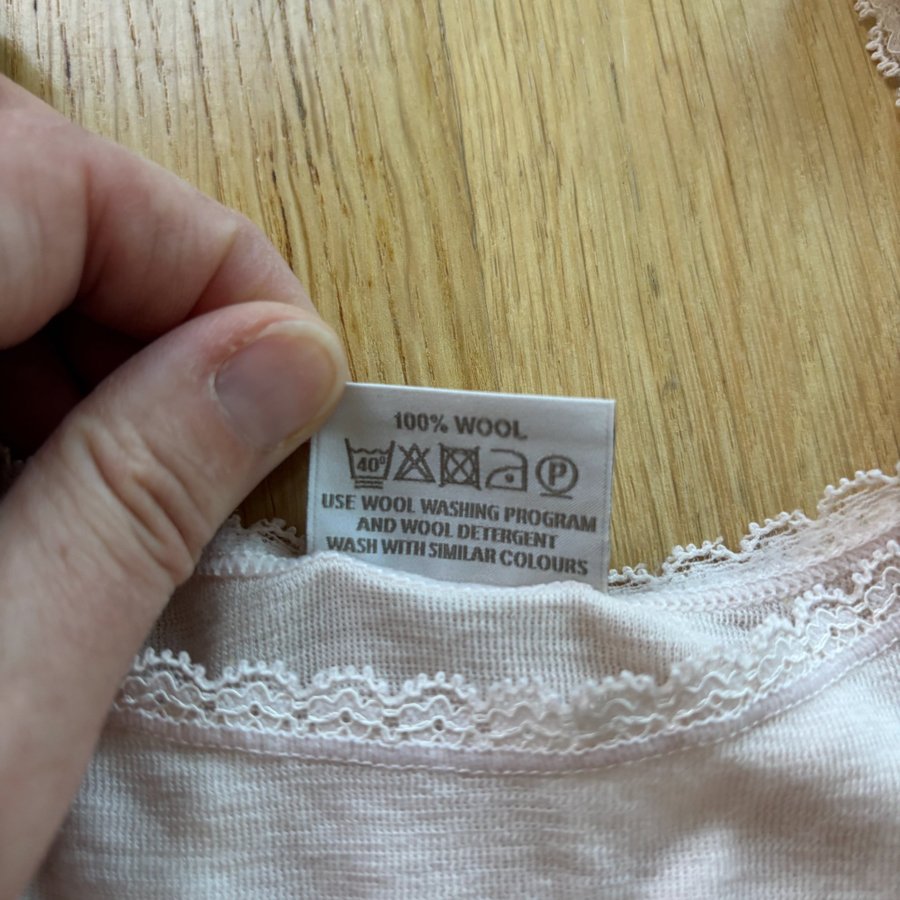 100% WOOL
40° P
USE WOOL WASHING PROGRAM
AND WOOL DETERGENT
WASH WITH SIMILAR COLOURS